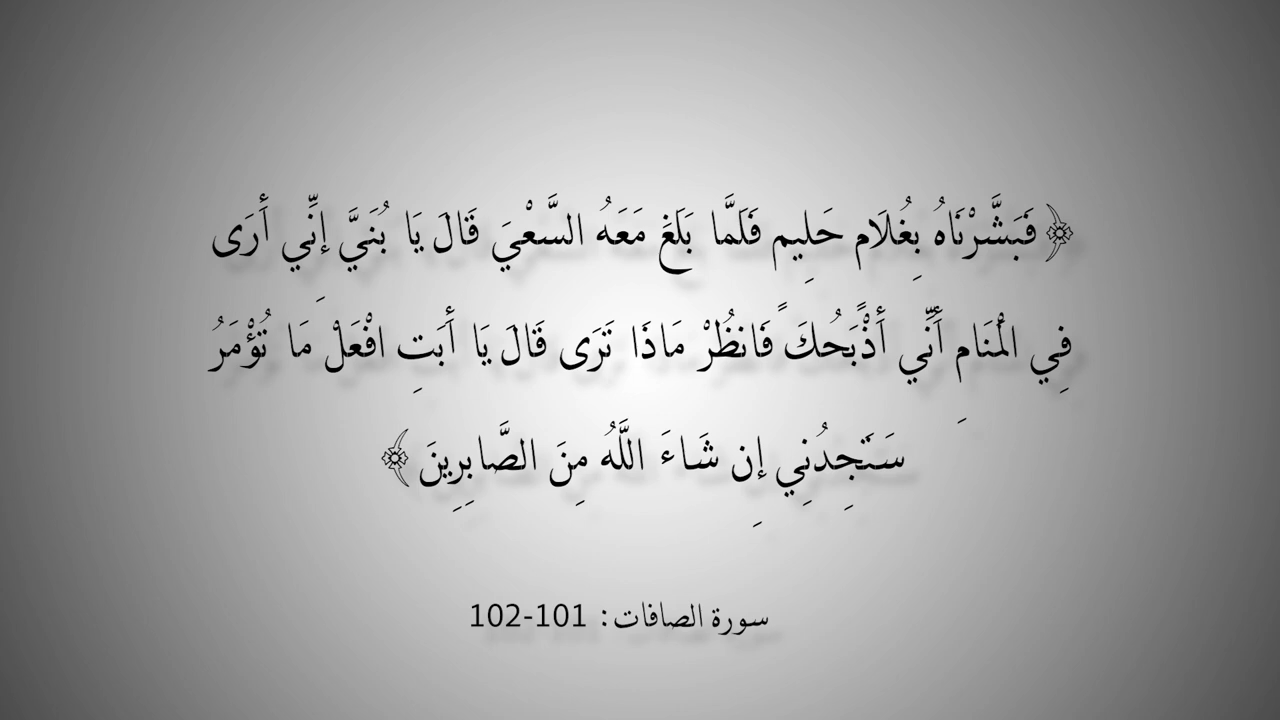 ﴿فَبَشَّرْنَاهُ بِغُلَام حَلِيم فَلَمَّا بَلَغَ مَعَهُ السَّعْيَ قَالَ يَا بُنَيَّ إِنِّي أَرَى
فِي الْمَنَامِ أَنِّي أَذْبَحُكَ فَانظُرْ مَاذَا تَرَى قَالَ يَا أَبَتِ افْعَلْ مَا تُؤْمَرُ
سَتَجِدُنِي إِن شَاءَ اللَّهُ مِنَ الصَّابِرِينَ﴾
سورة الصافات: 101-102